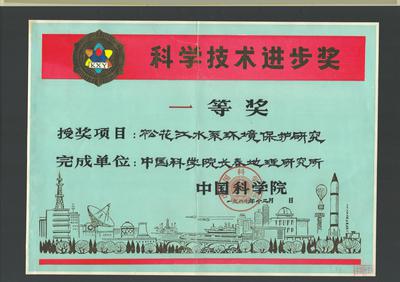 KXY
科学技术进步奖
一等奖
授奖项目：松花江水系环境保护研究
完成单位：中国科学院长春地理研究所
中国科学院